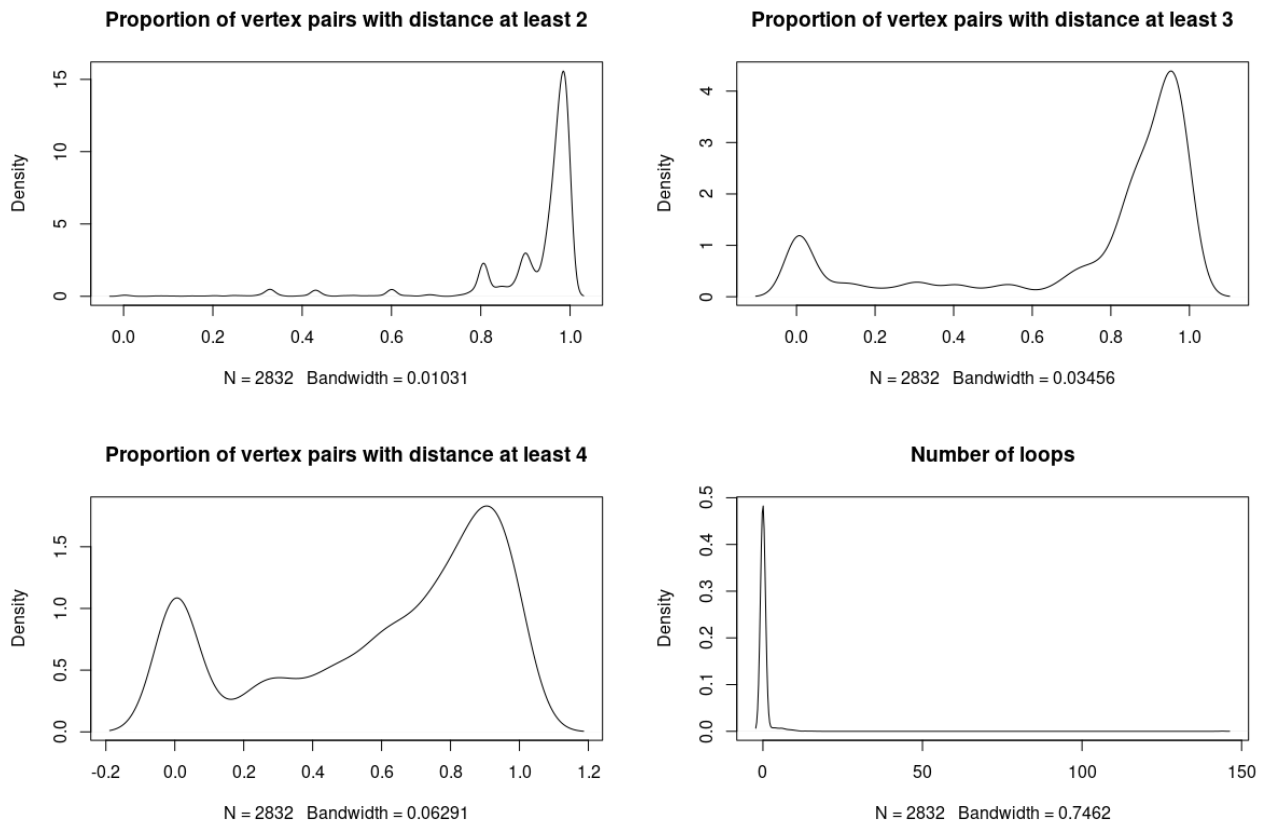 Proportion of vertex pairs with distance at least 2
Density
0
5
10
15
0.0 0.2 0.4 0.6 0.8 1.0
N = 2832 Bandwidth = 0.01031
Proportion of vertex pairs with distance at least 3
Density
0
1
2
3
4
0.0 0.2 0.4 0.6 0.8 1.0
N = 2832 Bandwidth = 0.03456
Proportion of vertex pairs with distance at least 4
Density
0.0
0.5
1.0
1.5
-0.2 0.0 0.2 0.4 0.6 0.8 1.0 1.2
N = 2832 Bandwidth = 0.06291
Number of loops
Density
0.0
0.1
0.2
0.3
0.4
0.5
0 50 100 150
N = 2832 Bandwidth = 0.7462